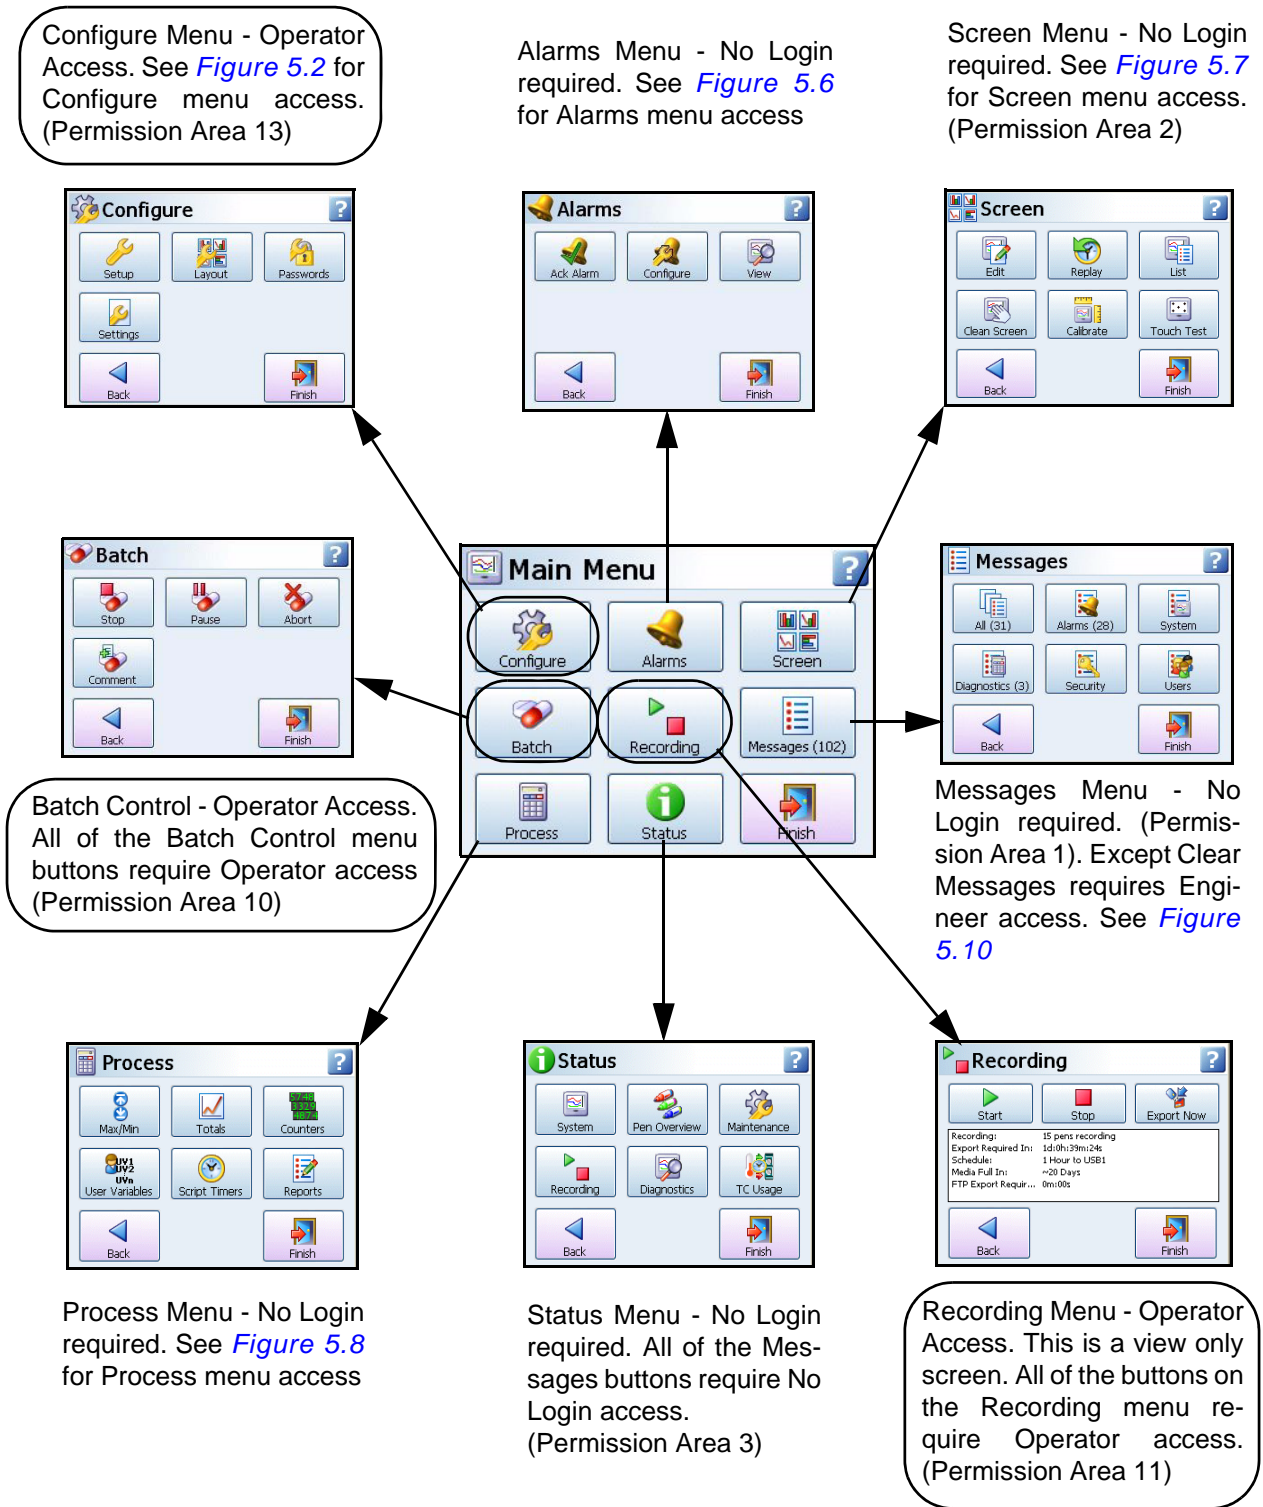 Configure Menu - Operator
Access. See Figure 5.2 for
Configure menu access.
(Permission Area 13)
Alarms Menu - No Login
required. See Figure 5.6
for Alarms menu access
Screen Menu - No Login
required. See Figure 5.7
for Screen menu access.
(Permission Area 2)
Configure ?
Setup Layout Passwords
Settings
Back Finish
Alarms ?
Ack Alarm Configure View
Back Finish
Screen ?
Edit Replay List
Clean Screen Calibrate Touch Test
Back Finish
Batch ?
Stop Pause Abort
Comment
Back Finish
Main Menu ?
Configure Alarms Screen
Batch Recording Messages (102)
Process Status Finish
Messages ?
All (31) Alarms (28) System
Diagnostics (3) Security Users
Back Finish
Batch Control - Operator Access.
All of the Batch Control menu
buttons require Operator access
(Permission Area 10)
Messages Menu - No
Login required. (Permis-
sion Area 1). Except Clear
Messages requires Engi-
neer access. See Figure
5.10
Process ?
Max/Min Totals Counters
User Variables Script Timers Reports
Back Finish
Status ?
System Pen Overview Maintenance
Recording Diagnostics TC Usage
Back Finish
Recording ?
Start Stop Export Now
Recording: 15 pens recording
Export Required In: 1d:0h:39m:24s
Schedule: 1 Hour to USB1
Media Full In: ~20 Days
FTP Export Requir... 0m:00s
Back Finish
Process Menu - No Login
required. See Figure 5.8
for Process menu access
Status Menu - No Login
required. All of the Mes-
sages buttons require No
Login access.
(Permission Area 3)
Recording Menu - Operator
Access. This is a view only
screen. All of the buttons on
the Recording menu re-
quire Operator access.
(Permission Area 11)